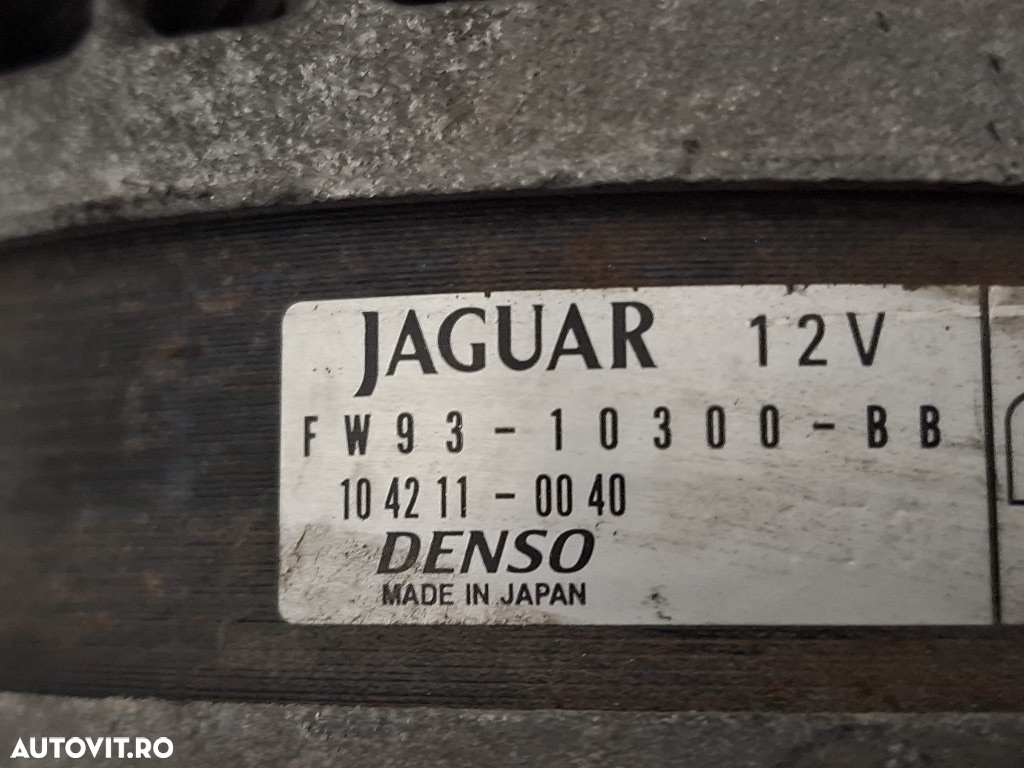 JAGUAR 12V
FW93-10300-BB
104211-0040
DENSO
MADE IN JAPAN
AUTOVIT.RO